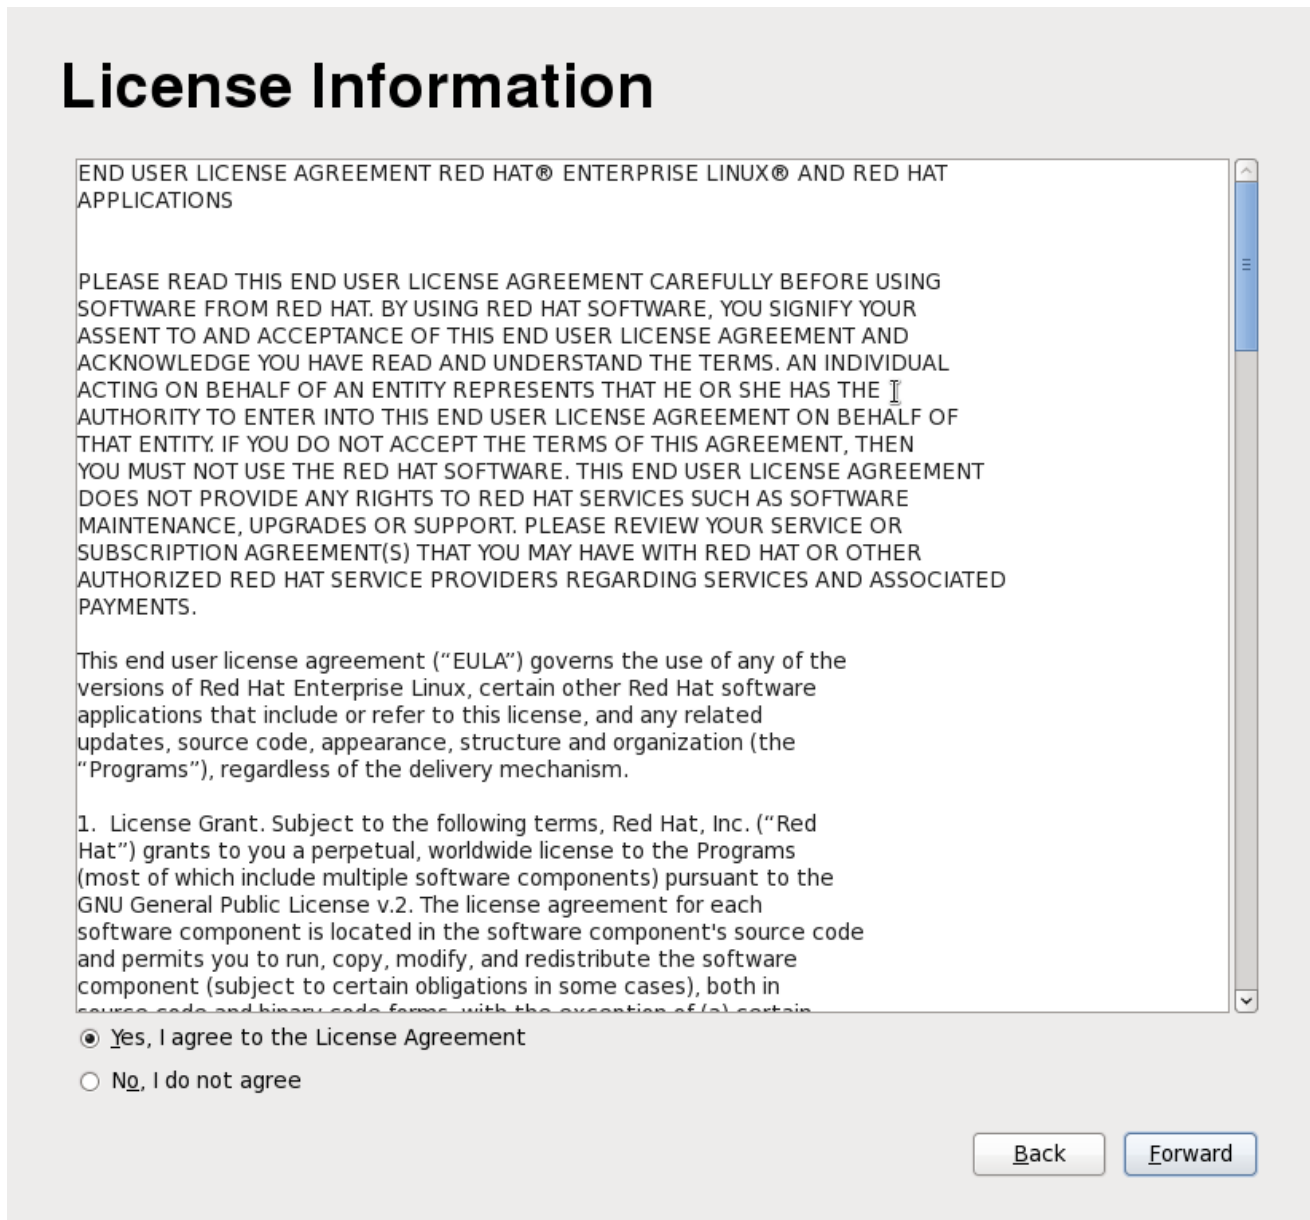 License Information
END USER LICENSE AGREEMENT RED HAT® ENTERPRISE LINUX® AND RED HAT
APPLICATIONS
PLEASE READ THIS END USER LICENSE AGREEMENT CAREFULLY BEFORE USING
SOFTWARE FROM RED HAT. BY USING RED HAT SOFTWARE, YOU SIGNIFY YOUR
ASSENT TO AND ACCEPTANCE OF THIS END USER LICENSE AGREEMENT AND
ACKNOWLEDGE YOU HAVE READ AND UNDERSTAND THE TERMS. AN INDIVIDUAL
ACTING ON BEHALF OF AN ENTITY REPRESENTS THAT HE OR SHE HAS THE
AUTHORITY TO ENTER INTO THIS END USER LICENSE AGREEMENT ON BEHALF OF
THAT ENTITY. IF YOU DO NOT ACCEPT THE TERMS OF THIS AGREEMENT, THEN
YOU MUST NOT USE THE RED HAT SOFTWARE. THIS END USER LICENSE AGREEMENT
DOES NOT PROVIDE ANY RIGHTS TO RED HAT SERVICES SUCH AS SOFTWARE
MAINTENANCE, UPGRADES OR SUPPORT. PLEASE REVIEW YOUR SERVICE OR
SUBSCRIPTION AGREEMENT(S) THAT YOU MAY HAVE WITH RED HAT OR OTHER
AUTHORIZED RED HAT SERVICE PROVIDERS REGARDING SERVICES AND ASSOCIATED
PAYMENTS.
This end user license agreement (“EULA”) governs the use of any of the
versions of Red Hat Enterprise Linux, certain other Red Hat software
applications that include or refer to this license, and any related
updates, source code, appearance, structure and organization (the
“Programs”), regardless of the delivery mechanism.
1.  License Grant. Subject to the following terms, Red Hat, Inc. (“Red
Hat”) grants to you a perpetual, worldwide license to the Programs
(most of which include multiple software components) pursuant to the
GNU General Public License v.2. The license agreement for each
software component is located in the software component's source code
and permits you to run, copy, modify, and redistribute the software
component (subject to certain obligations in some cases), both in
source code and binary code forms, with the exception of (a) certain
Yes, I agree to the License Agreement
No, I do not agree
Back
Forward